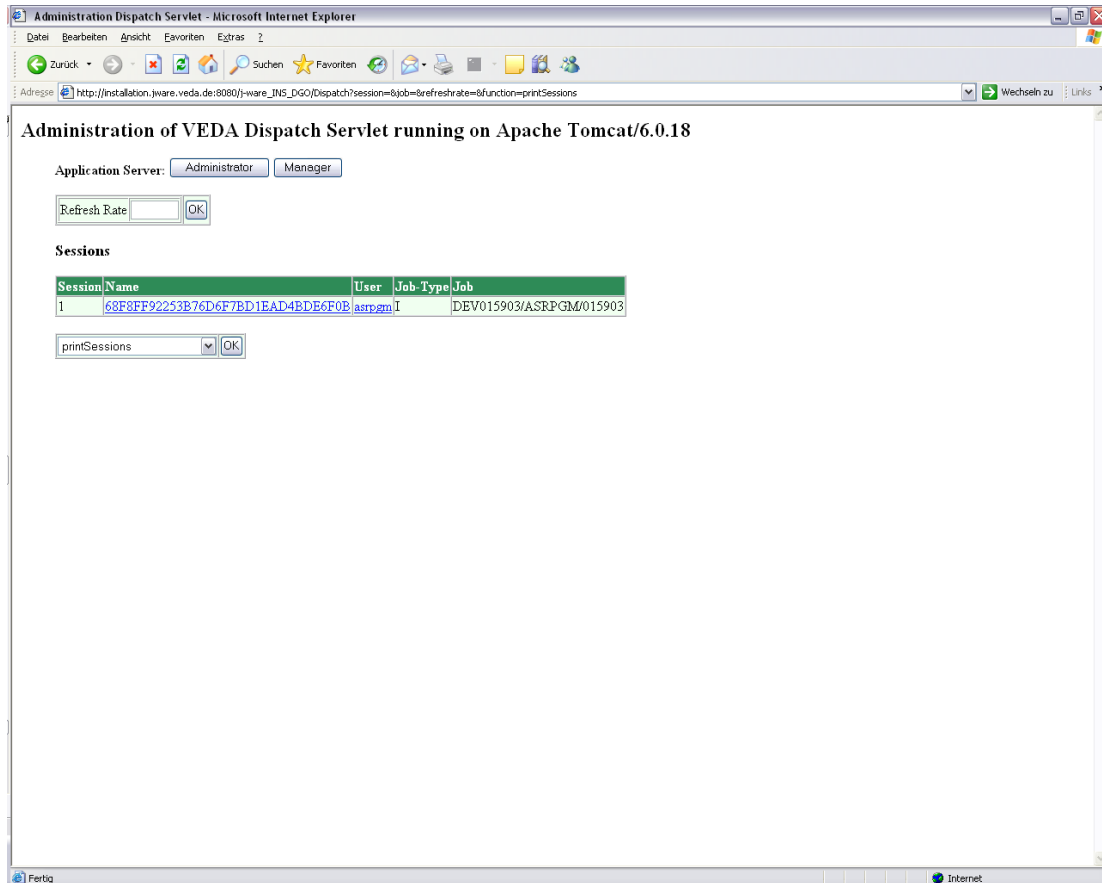 Administration Dispatch Servlet - Microsoft Internet Explorer
Datei Bearbeiten Ansicht Favoriten Extras ?
Zurück Suchen Favoriten
Adresse http://installation.jware.veda.de:8080/j-ware_INS_DGO/Dispatch?session=&job=&refreshrate=&function=printSessions Wechseln zu Links
Administration of VEDA Dispatch Servlet running on Apache Tomcat/6.0.18
Application Server: Administrator Manager
Refresh Rate OK
Sessions
Session Name User Job-Type Job
1 68F8FF92253B76D6F7BD1EAD4BDE6F0B asrpgm I DEV015903/ASRPGM/015903
printSessions OK
Fertig Internet